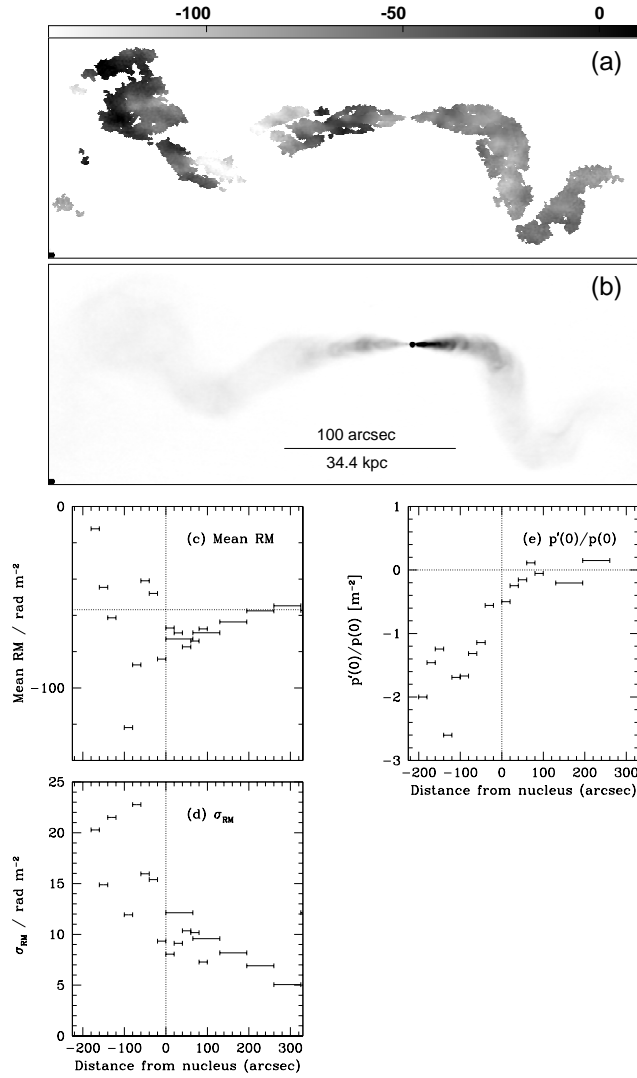 -100 -50 0
(a)
(b)
100 arcsec
34.4 kpc
0
-100
Mean RM / rad m⁻²
(c) Mean RM
1
0
-1
-2
-3
p′(0)/p(0) [m⁻²]
(e) p′(0)/p(0)
-200 -100 0 100 200 300
Distance from nucleus (arcsec)
25
20
15
10
5
0
σRM / rad m⁻²
(d) σRM
-200 -100 0 100 200 300
Distance from nucleus (arcsec)